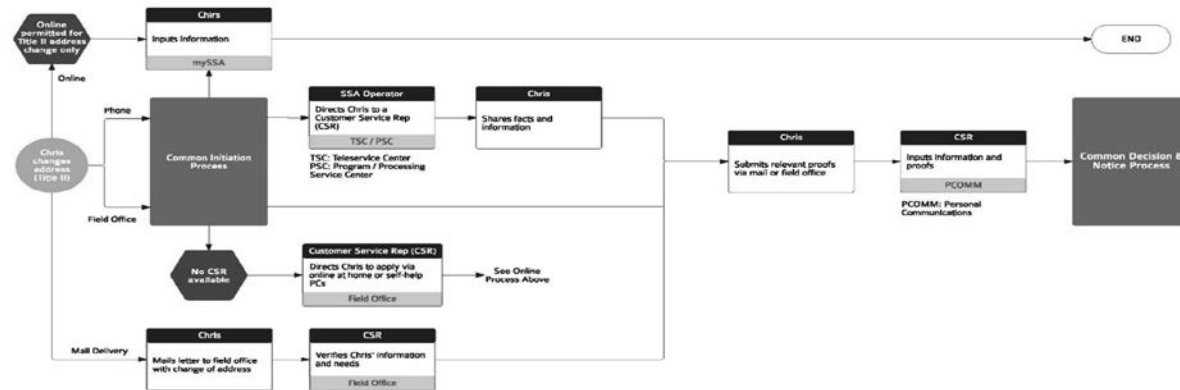 Online
permitted for
Title II address
change only
Chirs
Inputs Information
mySSA
END
Online
Phone
SSA Operator
Directs Chris to a
Customer Service Rep
(CSR)
TSC / PSC
TSC: Teleservice Center
PSC: Program / Processing
Service Center
Chris
Shares facts and
information
Chris
changes
address
(Title II)
Common Initiation
Process
Chris
Submits relevant proofs
via mail or field office
CSR
Inputs information and
proofs
PCOMM
PCOMM: Personal
Communications
Common Decision &
Notice Process
Field Office
No CSR
available
Customer Service Rep (CSR)
Directs Chris to apply via
online at home or self-help
PCs
Field Office
See Online
Process Above
Mail Delivery
Chris
Mails letter to field office
with change of address
CSR
Verifies Chris' information
and needs
Field Office